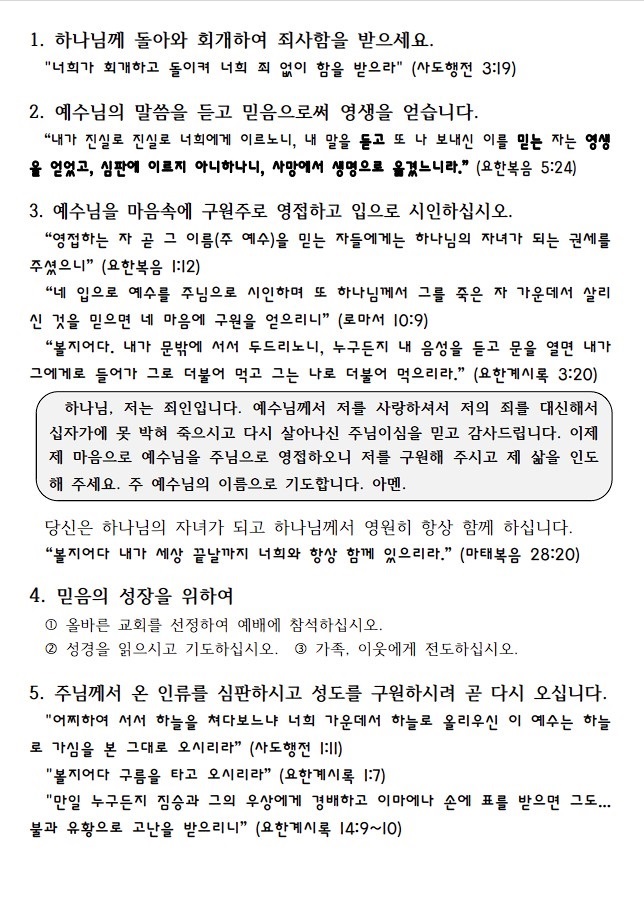 1. 하나님께 돌아와 회개하여 죄사함을 받으세요.
"너희가 회개하고 돌이켜 너희 죄 없이 함을 받으라" (사도행전 3:19)
2. 예수님의 말씀을 듣고 믿음으로써 영생을 얻습니다.
“내가 진실로 진실로 너희에게 이르노니, 내 말을 듣고 또 나 보내신 이를 믿는 자는 영생
을 얻었고, 심판에 이르지 아니하나니, 사망에서 생명으로 옮겼느니라.” (요한복음 5:24)
3. 예수님을 마음속에 구원주로 영접하고 입으로 시인하십시오.
“영접하는 자 곧 그 이름(주 예수)을 믿는 자들에게는 하나님의 자녀가 되는 권세를
주셨으니” (요한복음 1:12)
“네 입으로 예수를 주님으로 시인하며 또 하나님께서 그를 죽은 자 가운데서 살리
신 것을 믿으면 네 마음에 구원을 얻으리니” (로마서 10:9)
“볼지어다. 내가 문밖에 서서 두드리노니, 누구든지 내 음성을 듣고 문을 열면 내가
그에게로 들어가 그로 더불어 먹고 그는 나로 더불어 먹으리라.” (요한계시록 3:20)
하나님, 저는 죄인입니다. 예수님께서 저를 사랑하셔서 저의 죄를 대신해서
십자가에 못 박혀 죽으시고 다시 살아나신 주님이심을 믿고 감사드립니다. 이제
제 마음으로 예수님을 주님으로 영접하오니 저를 구원해 주시고 제 삶을 인도
해 주세요. 주 예수님의 이름으로 기도합니다. 아멘.
당신은 하나님의 자녀가 되고 하나님께서 영원히 항상 함께 하십니다.
“볼지어다 내가 세상 끝날까지 너희와 항상 함께 있으리라.” (마태복음 28:20)
4. 믿음의 성장을 위하여
① 올바른 교회를 선정하여 예배에 참석하십시오.
② 성경을 읽으시고 기도하십시오. ③ 가족, 이웃에게 전도하십시오.
5. 주님께서 온 인류를 심판하시고 성도를 구원하시려 곧 다시 오십니다.
"어찌하여 서서 하늘을 쳐다보느냐 너희 가운데서 하늘로 올리우신 이 예수는 하늘
로 가심을 본 그대로 오시리라” (사도행전 1:11)
"볼지어다 구름을 타고 오시리라” (요한계시록 1:7)
"만일 누구든지 짐승과 그의 우상에게 경배하고 이마에나 손에 표를 받으면 그도...
불과 유황으로 고난을 받으리니” (요한계시록 14:9~10)